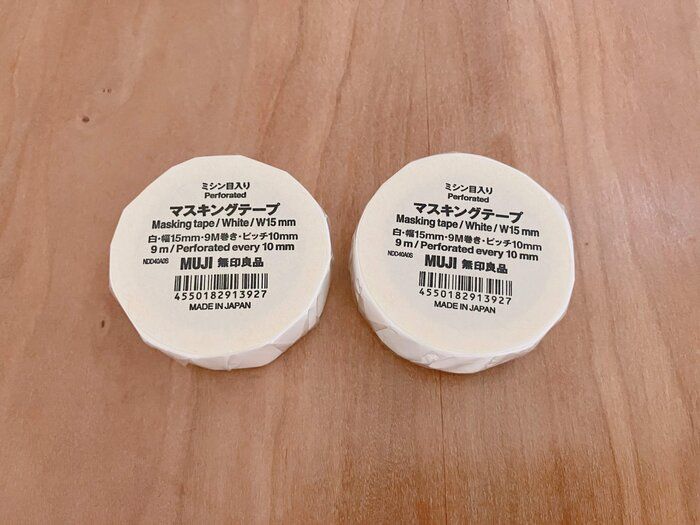 ミシン目入り
Perforated
マスキングテープ
Masking tape / White / W15 mm
白・幅15mm・9M巻き・ピッチ10mm
9 m / Perforated every 10 mm
NDD40A0S
MUJI 無印良品
4550182913927
MADE IN JAPAN
ミシン目入り
Perforated
マスキングテープ
Masking tape / White / W15 mm
白・幅15mm・9M巻き・ピッチ10mm
9 m / Perforated every 10 mm
NDD40A0S
MUJI 無印良品
4550182913927
MADE IN JAPAN